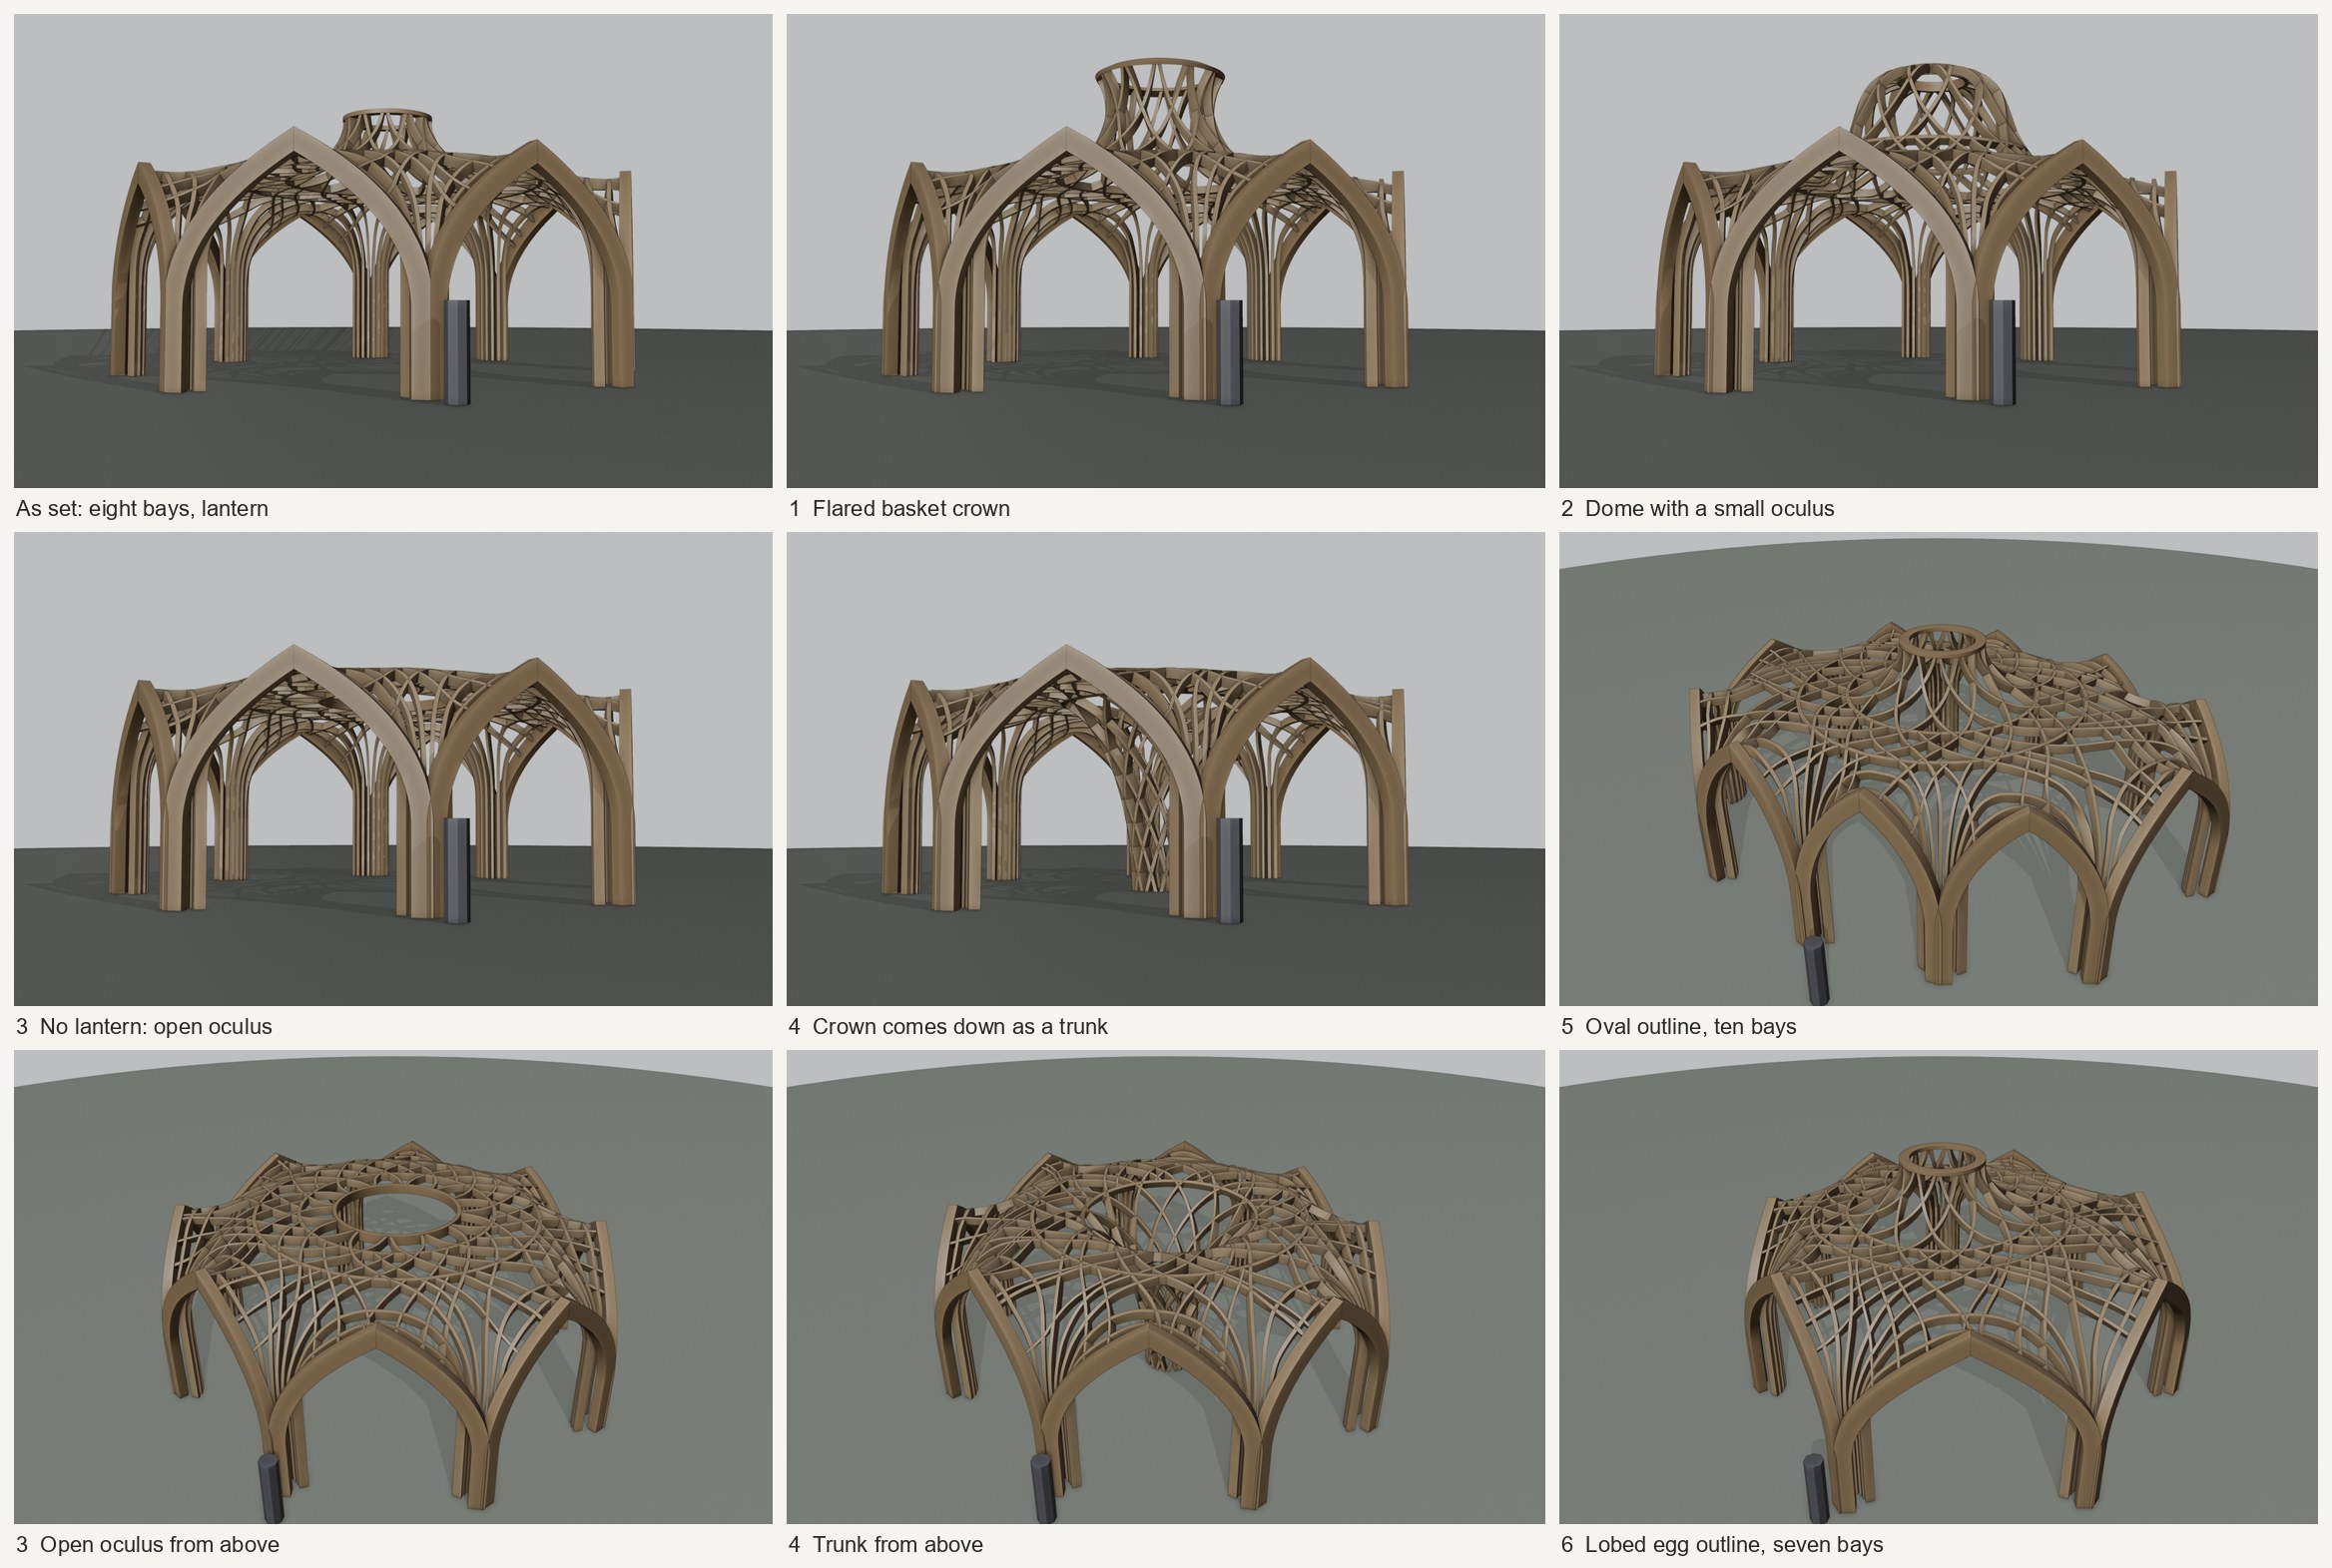 As set: eight bays, lantern
1 Flared basket crown
2 Dome with a small oculus
3 No lantern: open oculus
4 Crown comes down as a trunk
5 Oval outline, ten bays
3 Open oculus from above
4 Trunk from above
6 Lobed egg outline, seven bays